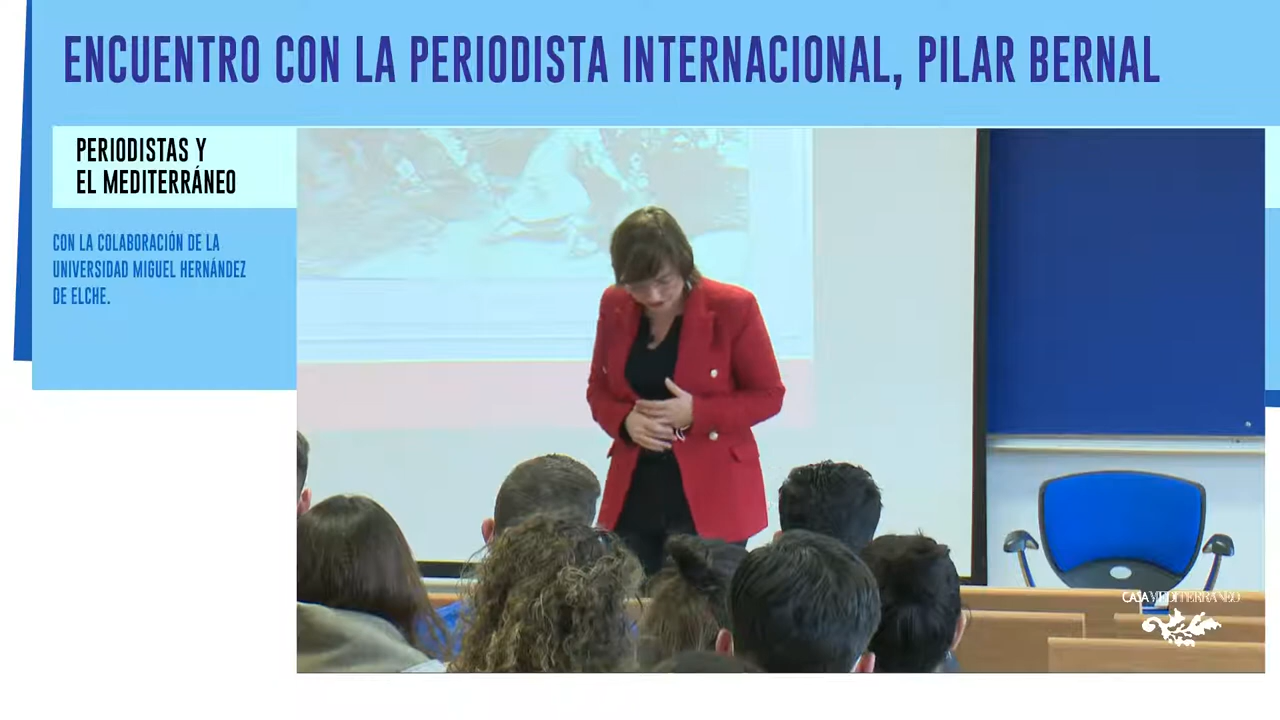 ENCUENTRO CON LA PERIODISTA INTERNACIONAL, PILAR BERNAL
PERIODISTAS Y
EL MEDITERRÁNEO
CON LA COLABORACIÓN DE LA
UNIVERSIDAD MIGUEL HERNÁNDEZ
DE ELCHE.
CASA MEDITERRÁNEO